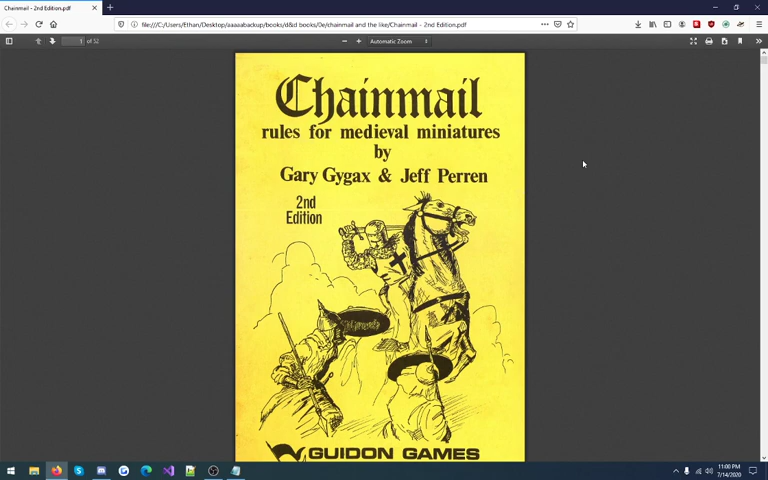 Chainmail - 2nd Edition.pdf
file:///C:/Users/Ethan/Desktop/aaaaabackup/books/d&d books/0e/chainmail and the like/Chainmail - 2nd Edition.pdf
1 of 52
Automatic Zoom
Chainmail
rules for medieval miniatures
by
Gary Gygax & Jeff Perren
2nd
Edition
GUIDON GAMES
11:00 PM
7/14/2020